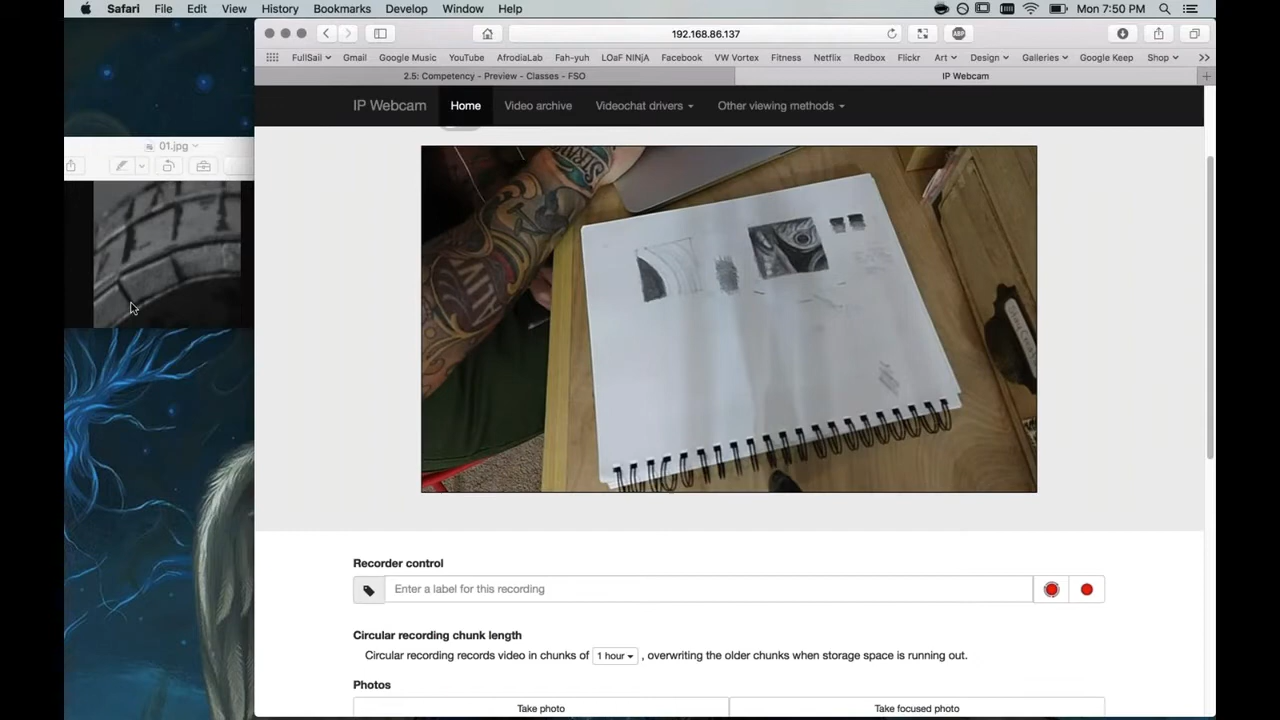 Safari File Edit View History Bookmarks Develop Window Help Mon 7:50 PM
192.168.86.137
FullSail Gmail Google Music YouTube AfrodiaLab Fah-yuh LOaF NINjA Facebook VW Vortex Fitness Netflix Redbox Flickr Art Design Galleries Google Keep Shop
2.5: Competency - Preview - Classes - FSO IP Webcam
IP Webcam Home Video archive Videochat drivers Other viewing methods
01.jpg
Recorder control
Enter a label for this recording
Circular recording chunk length
Circular recording records video in chunks of 1 hour , overwriting the older chunks when storage space is running out.
Photos
Take photo Take focused photo